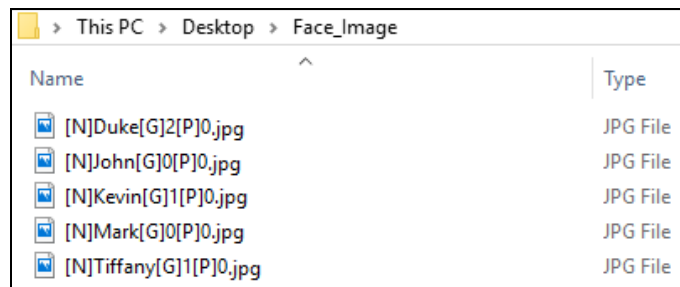 > This PC > Desktop > Face_Image
Name Type
[N]Duke[G]2[P]0.jpg JPG File
[N]John[G]0[P]0.jpg JPG File
[N]Kevin[G]1[P]0.jpg JPG File
[N]Mark[G]0[P]0.jpg JPG File
[N]Tiffany[G]1[P]0.jpg JPG File